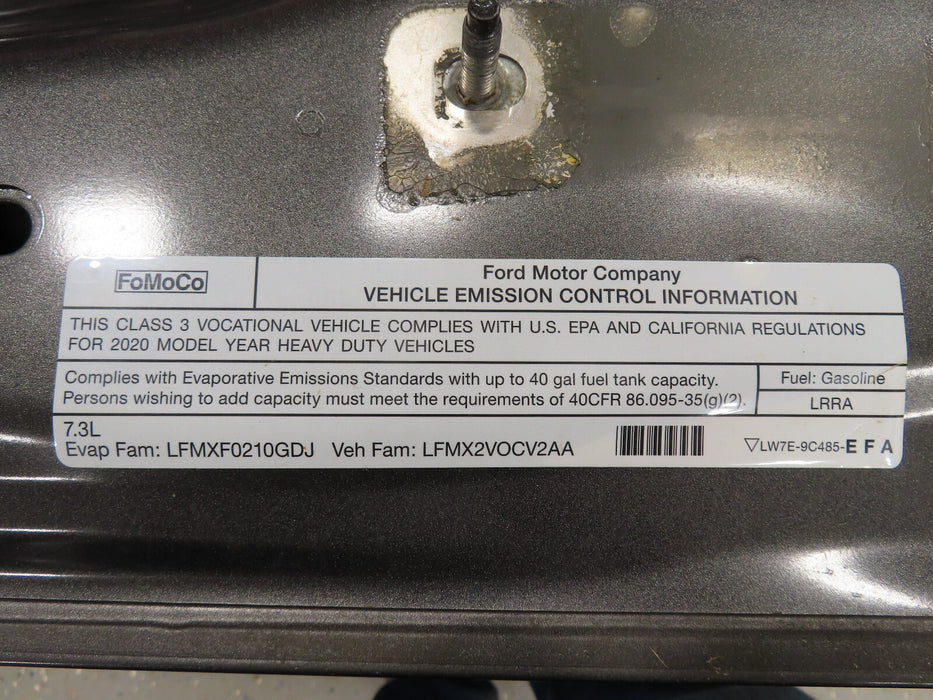 FoMoCo
Ford Motor Company
VEHICLE EMISSION CONTROL INFORMATION
THIS CLASS 3 VOCATIONAL VEHICLE COMPLIES WITH U.S. EPA AND CALIFORNIA REGULATIONS
FOR 2020 MODEL YEAR HEAVY DUTY VEHICLES
Complies with Evaporative Emissions Standards with up to 40 gal fuel tank capacity.
Persons wishing to add capacity must meet the requirements of 40CFR 86.095-35(g)(2).
Fuel: Gasoline
LRRA
7.3L
Evap Fam: LFMXF0210GDJ Veh Fam: LFMX2VOCV2AA
▽LW7E-9C485-E F A